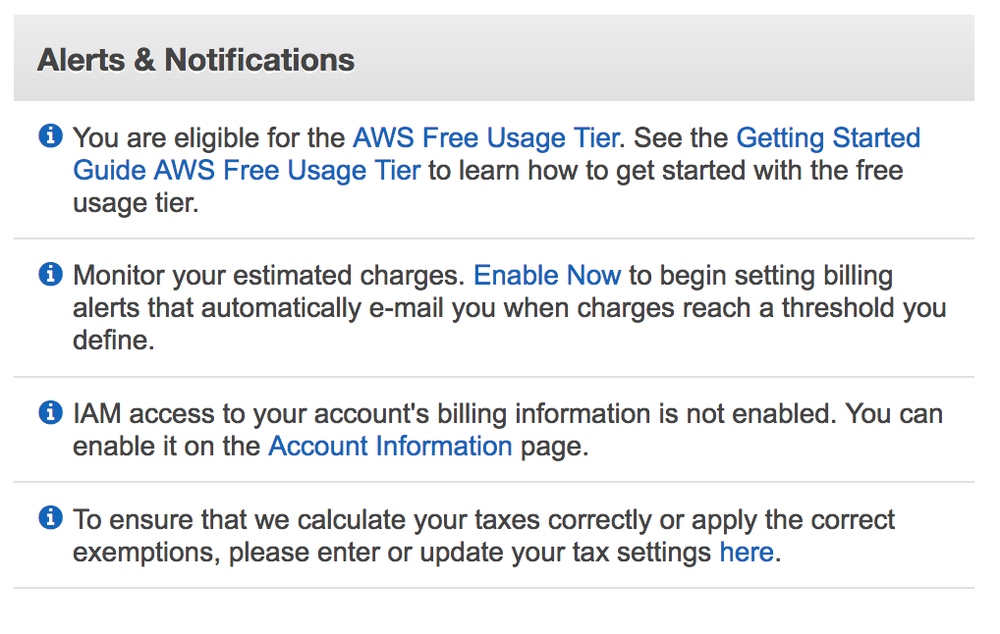 Alerts & Notifications
You are eligible for the AWS Free Usage Tier. See the Getting Started
Guide AWS Free Usage Tier to learn how to get started with the free
usage tier.
Monitor your estimated charges. Enable Now to begin setting billing
alerts that automatically e-mail you when charges reach a threshold you
define.
IAM access to your account's billing information is not enabled. You can
enable it on the Account Information page.
To ensure that we calculate your taxes correctly or apply the correct
exemptions, please enter or update your tax settings here.